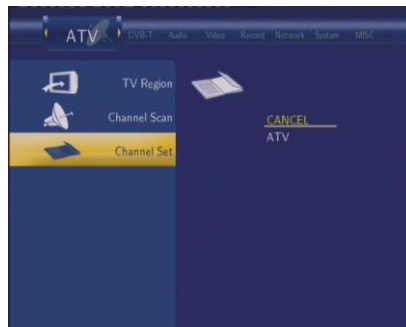 ATV DVB-T Audio Video Record Network System MISC
TV Region
Channel Scan
CANCEL
ATV
Channel Set